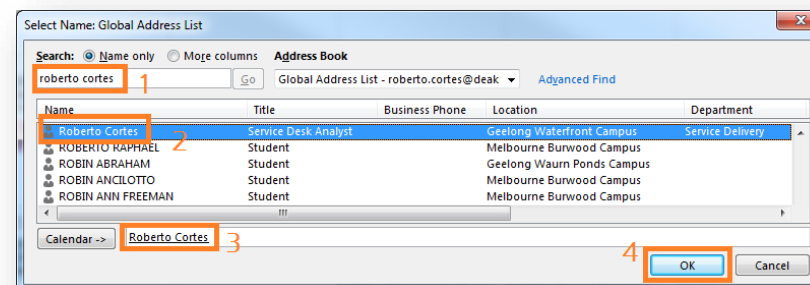 Select Name: Global Address List
x
Search: Name only More columns Address Book
roberto cortes 1 Go Global Address List - roberto.cortes@deak Advanced Find
Name Title Business Phone Location Department
Roberto Cortes Service Desk Analyst Geelong Waterfront Campus Service Delivery
2
ROBERTO RAPHAEL Student Melbourne Burwood Campus
ROBIN ABRAHAM Student Geelong Waurn Ponds Campus
ROBIN ANCILOTTO Student Melbourne Burwood Campus
ROBIN ANN FREEMAN Student Melbourne Burwood Campus
Calendar -> Roberto Cortes 3
4 OK Cancel